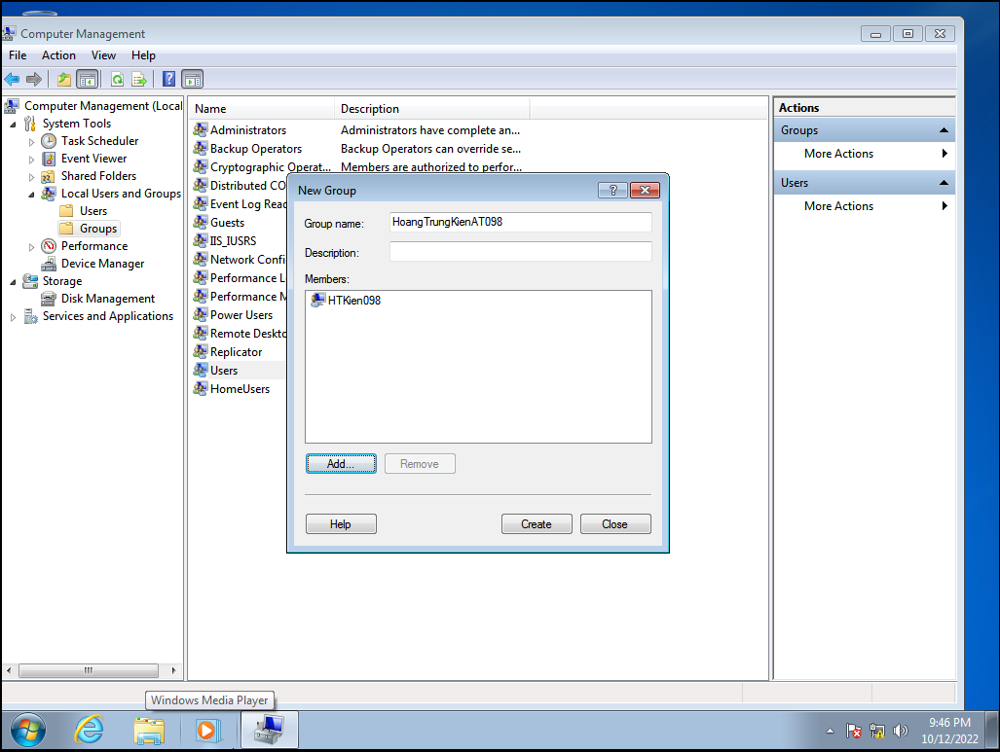 Computer Management
File Action View Help
Computer Management (Local
System Tools
Task Scheduler
Event Viewer
Shared Folders
Local Users and Groups
Users
Groups
Performance
Device Manager
Storage
Disk Management
Services and Applications
Name Description
Administrators Administrators have complete an...
Backup Operators Backup Operators can override se...
Cryptographic Operat... Members are authorized to perfor...
Distributed CO
Event Log Read
Guests
IIS_IUSRS
Network Confi
Performance L
Performance M
Power Users
Remote Deskto
Replicator
Users
HomeUsers
New Group
?
Group name: HoangTrungKienAT098
Description:
Members:
HTKien098
Add... Remove
Help Create Close
Actions
Groups
More Actions
Users
More Actions
Windows Media Player
9:46 PM
10/12/2022